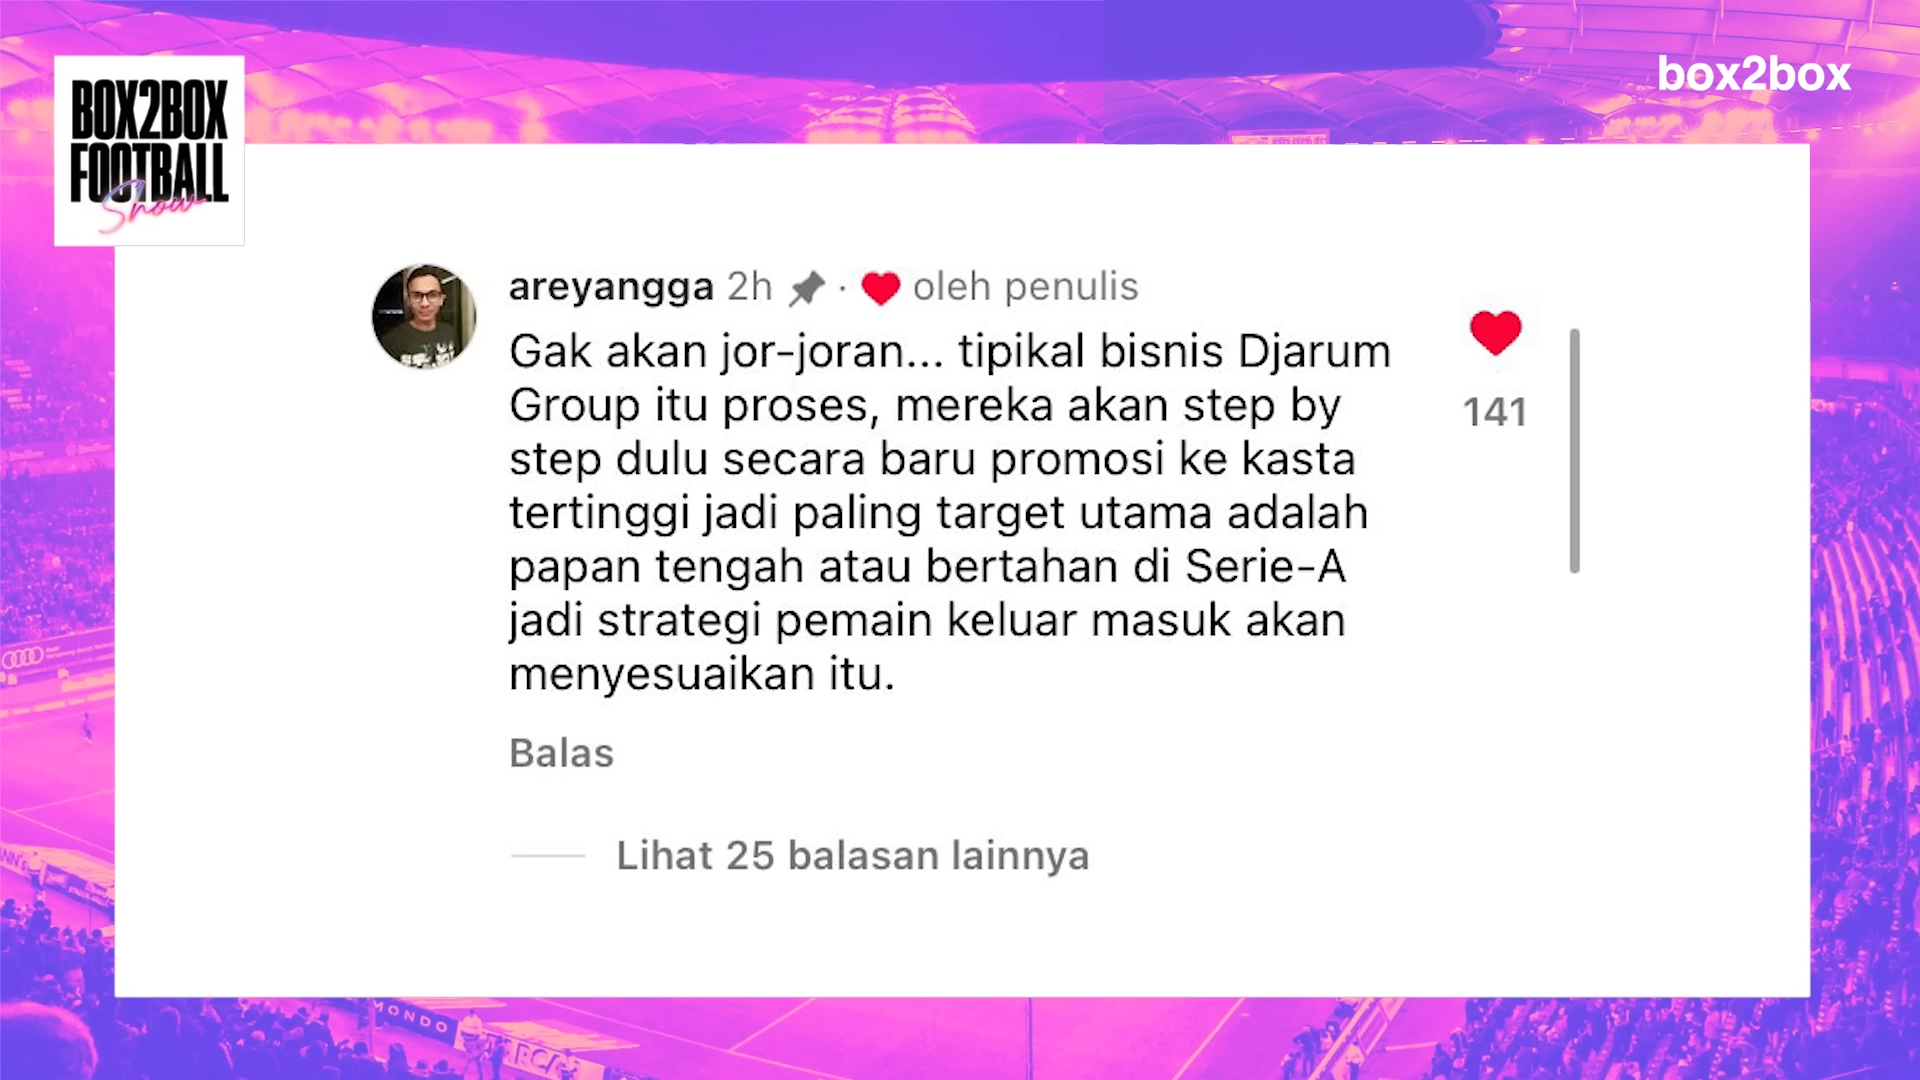 BOX2BOX
FOOTBALL
Show
box2box
areyangga 2h · oleh penulis
Gak akan jor-joran... tipikal bisnis Djarum
Group itu proses, mereka akan step by
step dulu secara baru promosi ke kasta
tertinggi jadi paling target utama adalah
papan tengah atau bertahan di Serie-A
jadi strategi pemain keluar masuk akan
menyesuaikan itu.
141
Balas
Lihat 25 balasan lainnya
MONDO